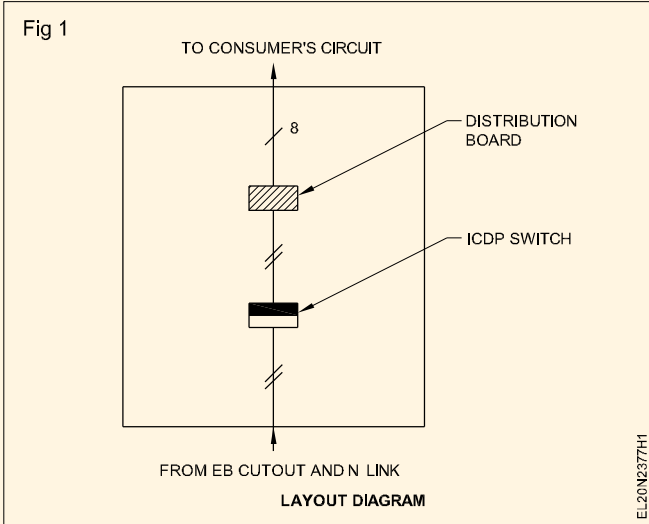 Fig 1
TO CONSUMER'S CIRCUIT
8
DISTRIBUTION
BOARD
ICDP SWITCH
FROM EB CUTOUT AND N LINK
LAYOUT DIAGRAM
EL20N2377H1